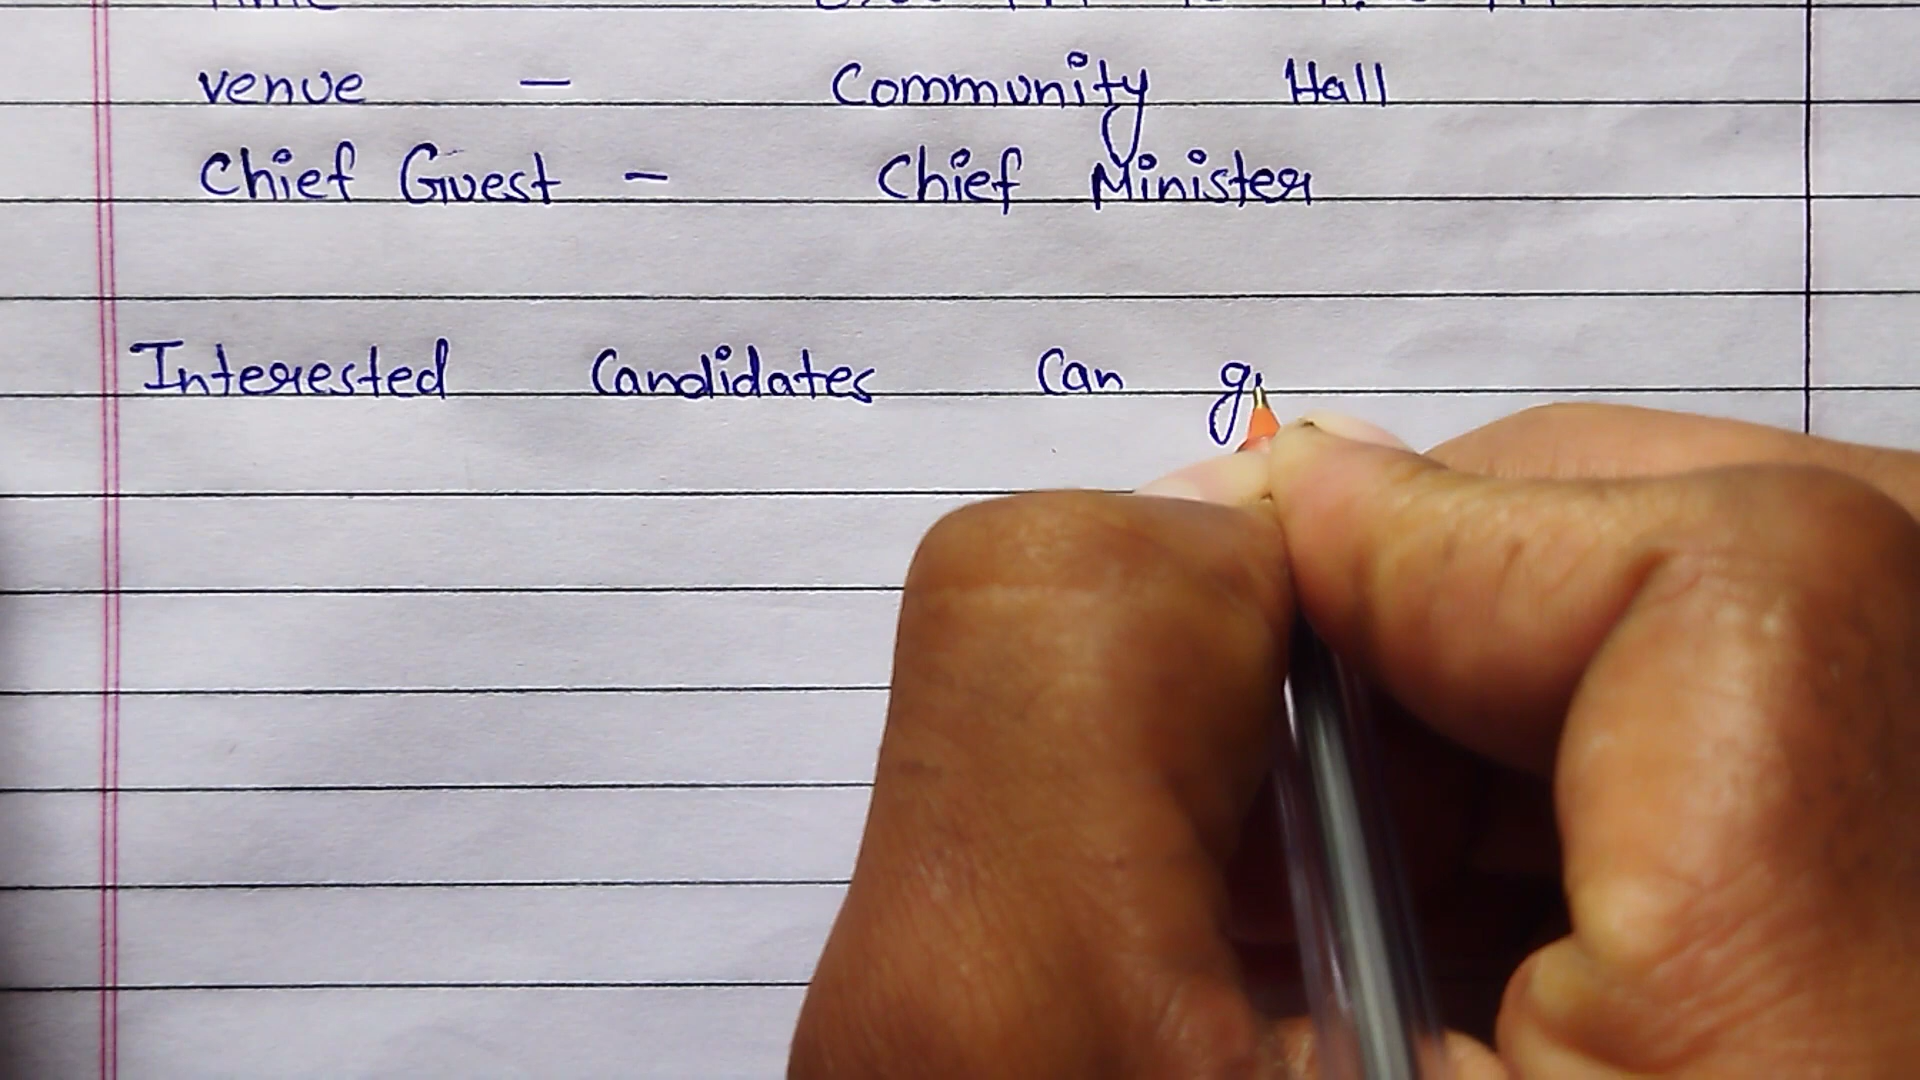 venue - Community Hall
Chief Guest - Chief Minister
Interested Candidates Can g